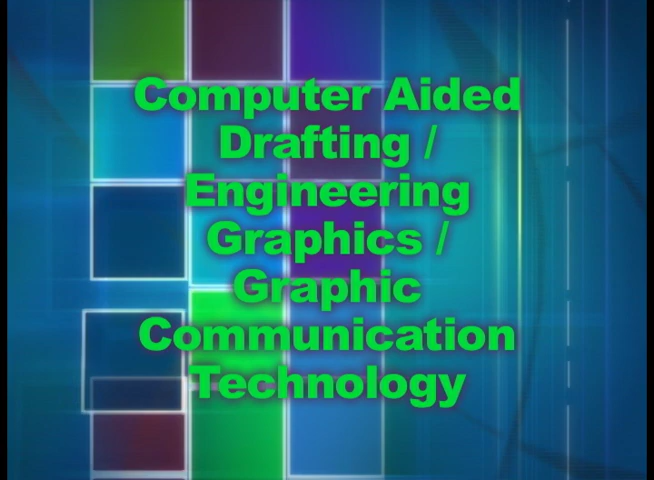 Computer Aided
Drafting /
Engineering
Graphics /
Graphic
Communication
Technology